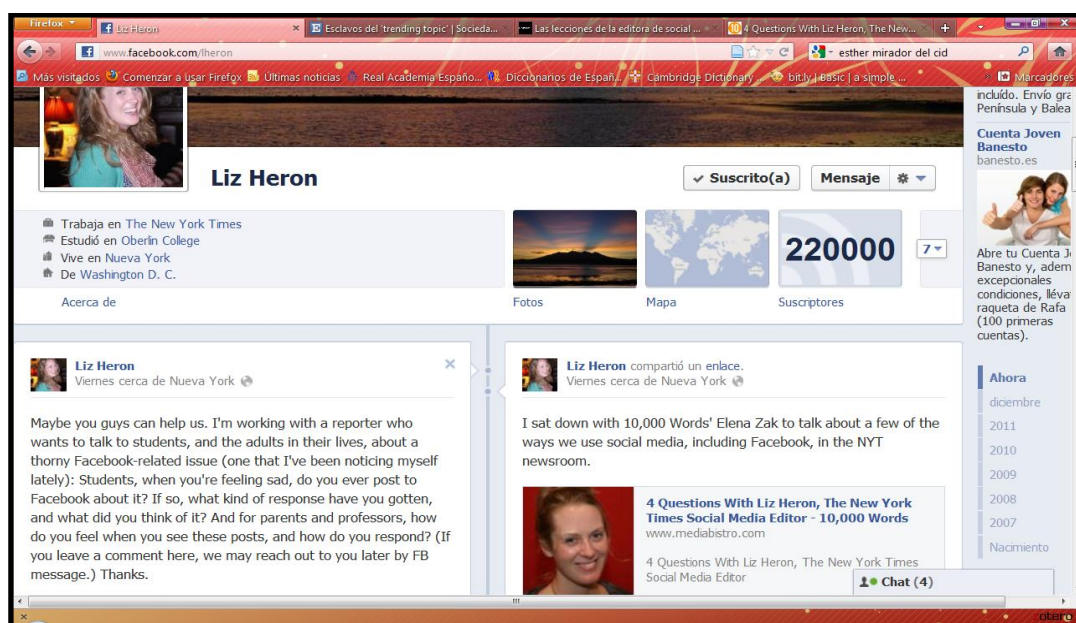 Firefox
Liz Heron
Esclavos del 'trending topic' | Socieda...
Las lecciones de la editora de social ...
4 Questions With Liz Heron, The New...
www.facebook.com/lheron
esther mirador del cid
Más visitados
Comenzar a usar Firefox
Últimas noticias
Real Academia Españo...
Diccionarios de Españ...
Cambridge Dictionary ...
bit.ly | Basic | a simple ...
Marcadores
Liz Heron
✓ Suscrito(a)
Mensaje
Trabaja en The New York Times
Estudió en Oberlin College
Vive en Nueva York
De Washington D. C.
Acerca de
Fotos
Mapa
220000
Suscriptores
7
Liz Heron
Viernes cerca de Nueva York
Maybe you guys can help us. I'm working with a reporter who
wants to talk to students, and the adults in their lives, about a
thorny Facebook-related issue (one that I've been noticing myself
lately): Students, when you're feeling sad, do you ever post to
Facebook about it? If so, what kind of response have you gotten,
and what did you think of it? And for parents and professors, how
do you feel when you see these posts, and how do you respond? (If
you leave a comment here, we may reach out to you later by FB
message.) Thanks.
Liz Heron compartió un enlace.
Viernes cerca de Nueva York
I sat down with 10,000 Words' Elena Zak to talk about a few of the
ways we use social media, including Facebook, in the NYT
newsroom.
4 Questions With Liz Heron, The New York
Times Social Media Editor - 10,000 Words
www.mediabistro.com
4 Questions With Liz Heron, The New York Times
Social Media Editor
incluído. Envío gra
Península y Balea
Cuenta Joven
Banesto
banesto.es
Abre tu Cuenta Jo
Banesto y, adem
excepcionales
condiciones, lléva
raqueta de Rafa
(100 primeras
cuentas).
Ahora
diciembre
2011
2010
2009
2008
2007
Nacimiento
Chat (4)
otero